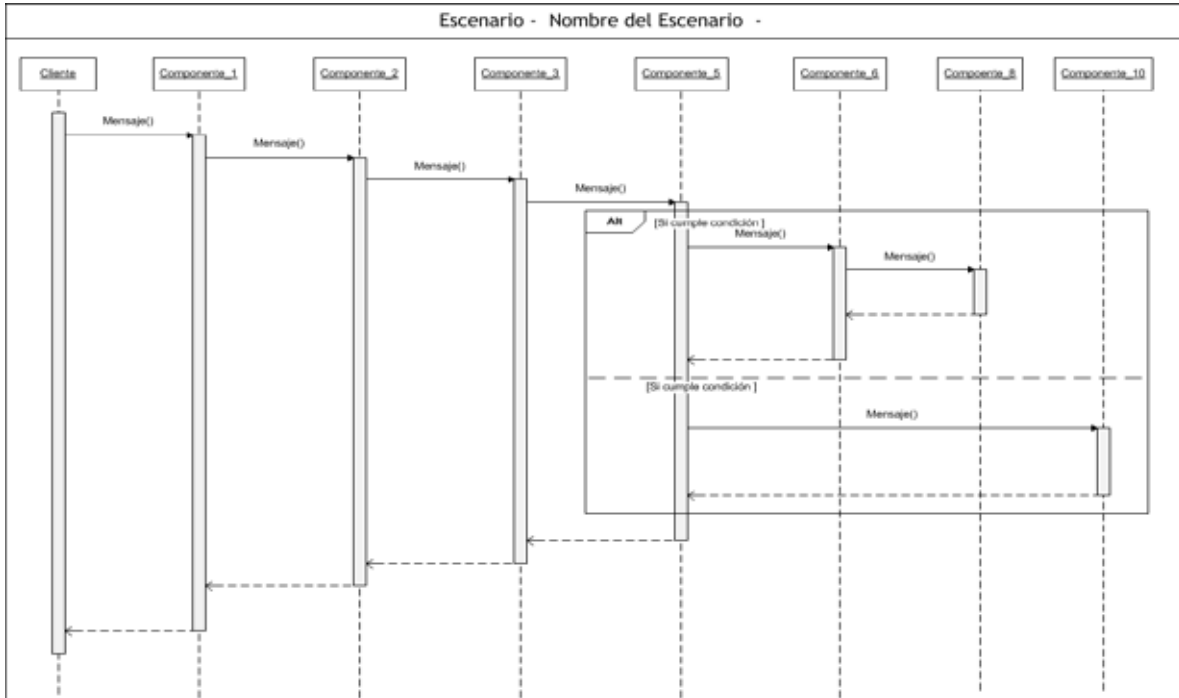 Escenario - Nombre del Escenario -
Cliente
Componente_1
Componente_2
Componente_3
Componente_5
Componente_6
Compoente_8
Componente_10
Mensaje()
Mensaje()
Mensaje()
Mensaje()
Alt
[Si cumple condición ]
Mensaje()
Mensaje()
[Si cumple condición ]
Mensaje()